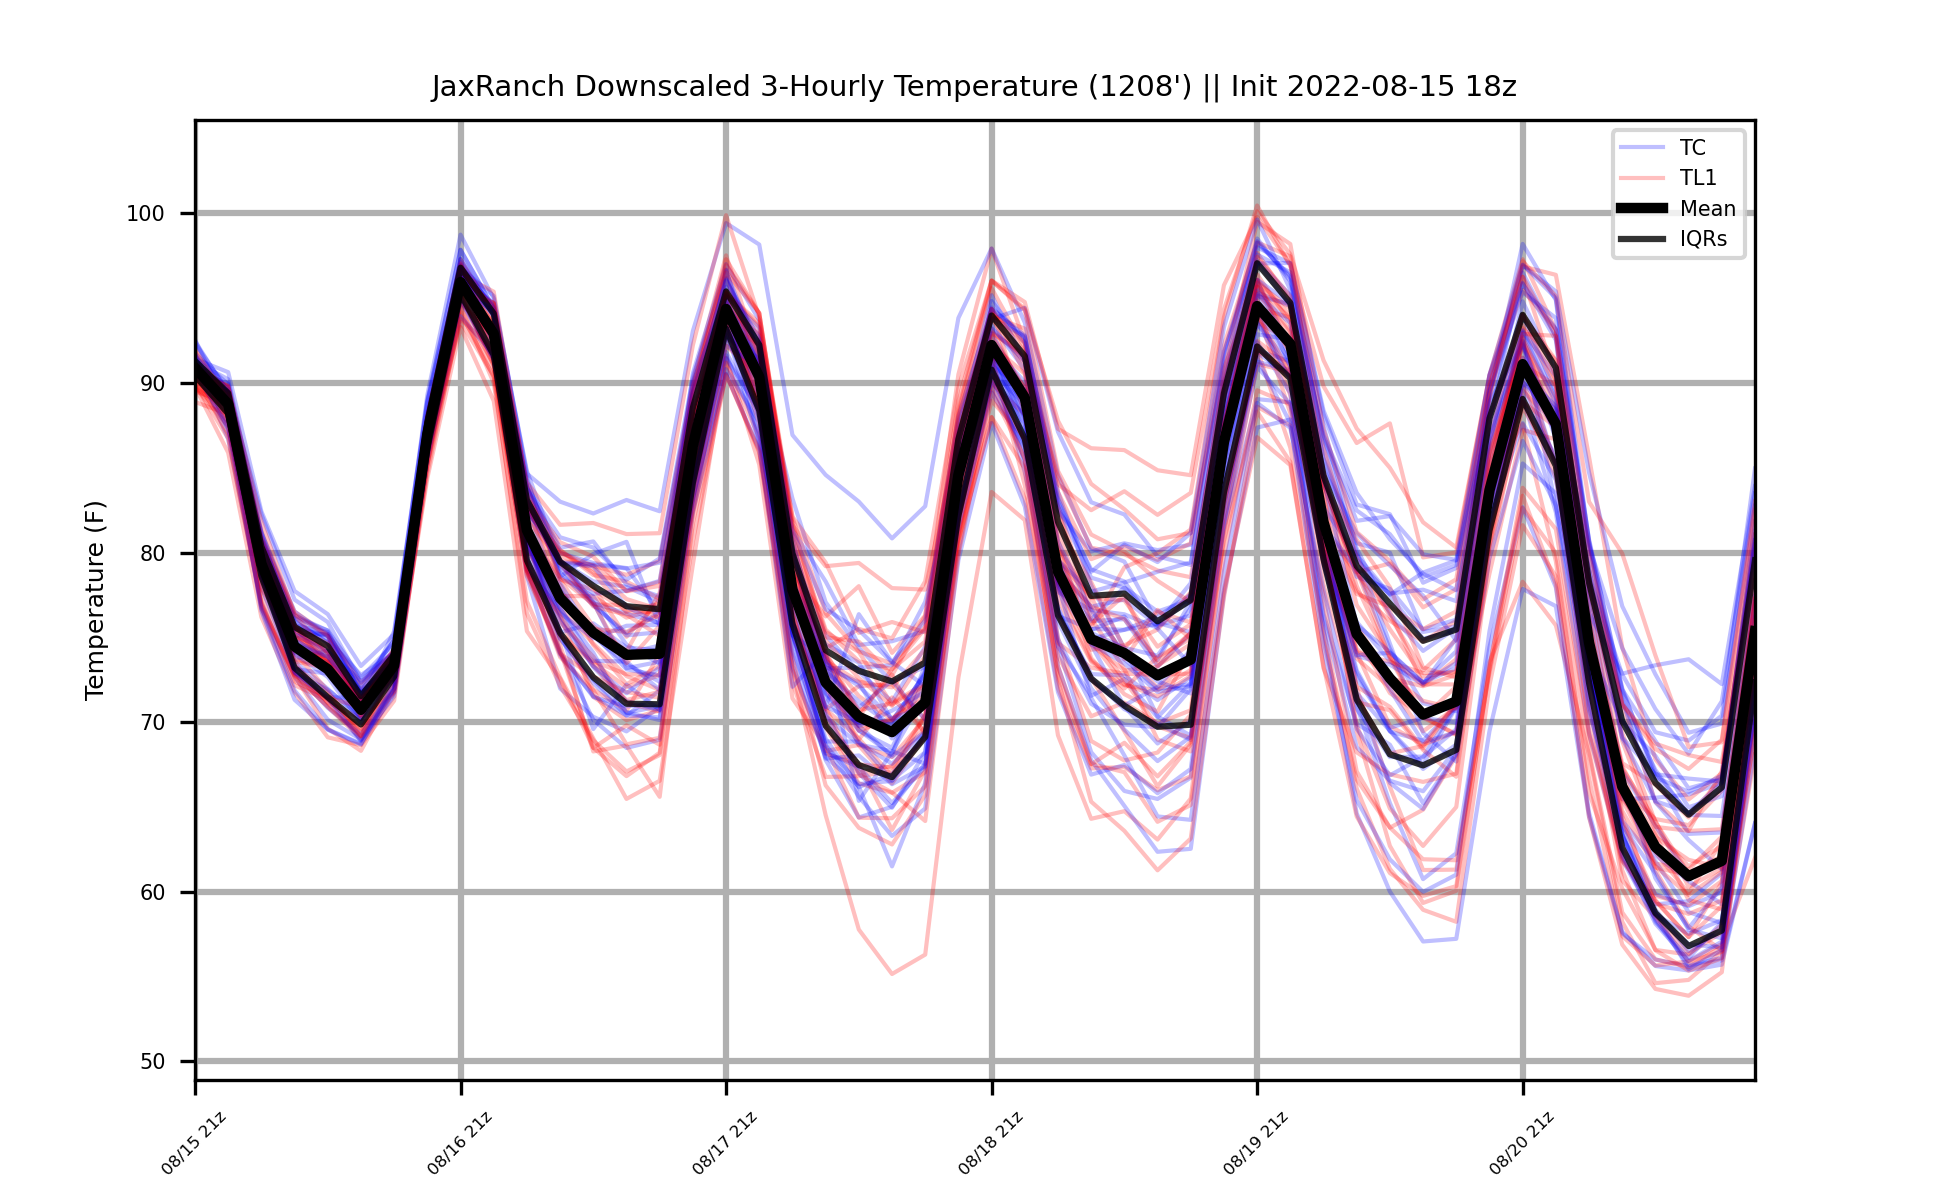 JaxRanch Downscaled 3-Hourly Temperature (1208') || Init 2022-08-15 18z
TC
TL1
Mean
IQRs
Temperature (F)
100
90
80
70
60
50
08/15 21z
08/16 21z
08/17 21z
08/18 21z
08/19 21z
08/20 21z